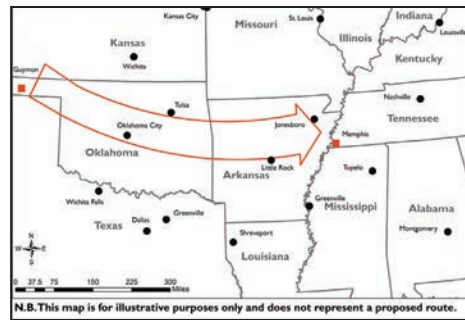 Kansas City
Missouri
St. Louis
Indiana
Louisville
Illinois
Kansas
Wichita
Kentucky
Guymon
Nashville
Tennessee
Tulsa
Jonesboro
Memphis
Oklahoma City
Oklahoma
Arkansas
Little Rock
Tupelo
Wichita Falls
Greenville
Mississippi
Alabama
Texas
Dallas
Greenville
Shreveport
Montgomery
Louisiana
N
W E
S
0 37.5 75 150 225 300
Miles
N.B. This map is for illustrative purposes only and does not represent a proposed route.